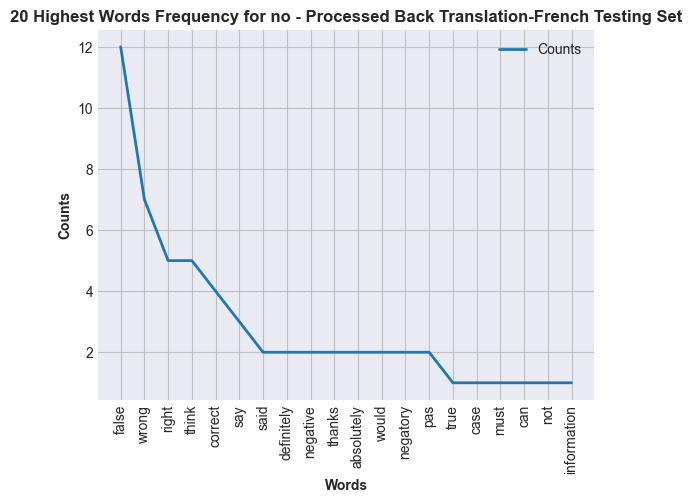 20 Highest Words Frequency for no - Processed Back Translation-French Testing Set
Counts
12
10
8
6
4
2
Counts
false
wrong
right
think
correct
say
said
definitely
negative
thanks
absolutely
would
negatory
pas
true
case
must
can
not
information
Words